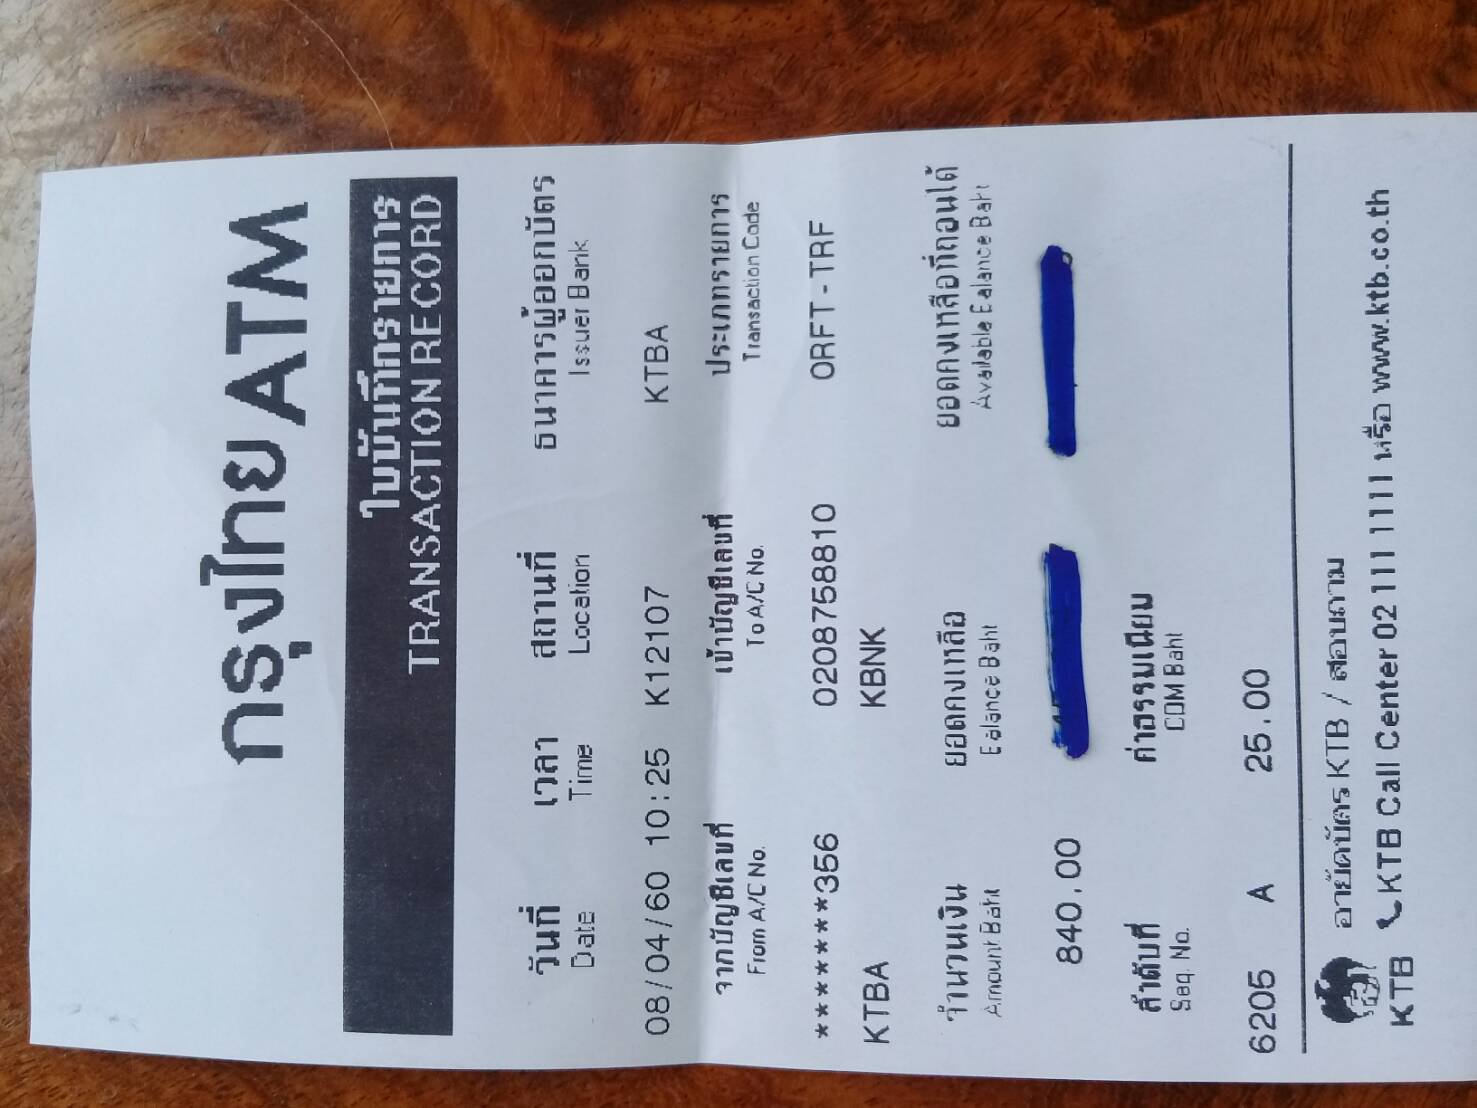 กรุงไทย ATM
ใบบันทึกรายการ
TRANSACTION RECORD
วันที่ เวลา สถานที่ ธนาคารผู้ออกบัตร
Date Time Location Issuer Bank
08/04/60 10:25 K12107 KTBA
จากบัญชีเลขที่ เข้าบัญชีเลขที่ ประเภทรายการ
From A/C No. To A/C No. Transaction Code
********356 0208758810 ORFT-TRF
KTBA KBNK
จำนวนเงิน ยอดคงเหลือ ยอดคงเหลือที่ถอนได้
Amount Baht Balance Baht Available Balance Baht
840.00
ลำดับที่ ค่าธรรมเนียม
Seq. No. COM Baht
6205 A 25.00
อายัดบัตร KTB / สอบถาม
KTB KTB Call Center 02 111 1111 หรือ www.ktb.co.th